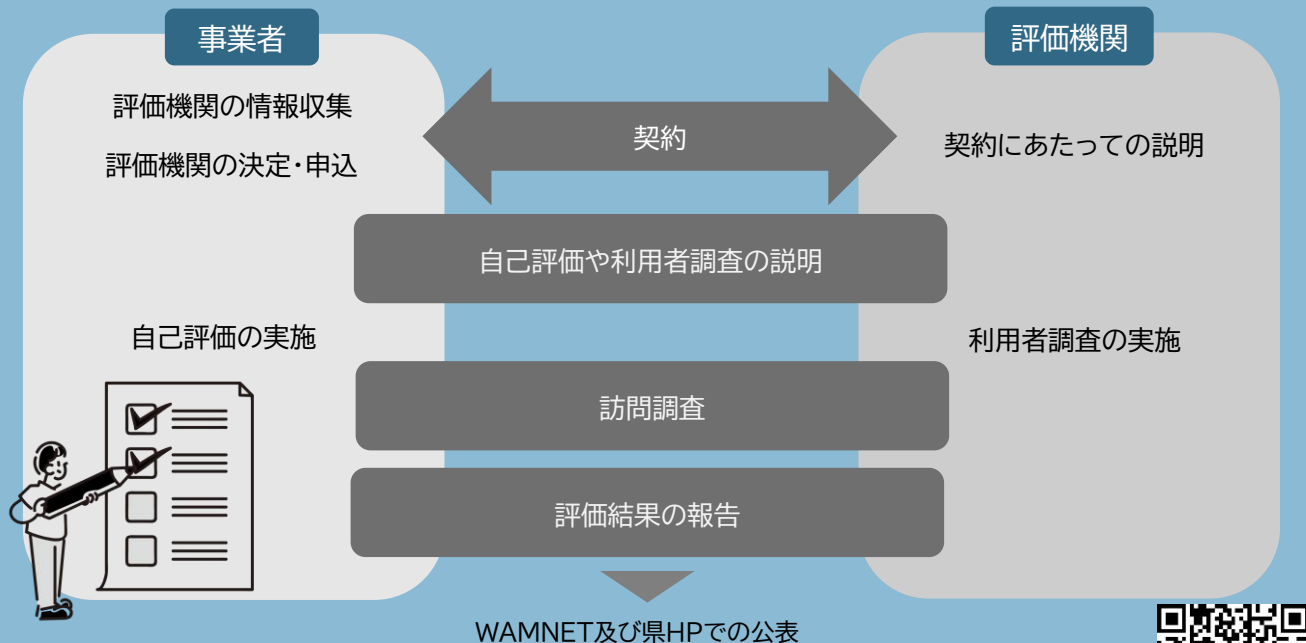 事業者
評価機関
評価機関の情報収集
評価機関の決定・申込
契約
契約にあたっての説明
自己評価や利用者調査の説明
自己評価の実施
利用者調査の実施
訪問調査
評価結果の報告
WAMNET及び県HPでの公表